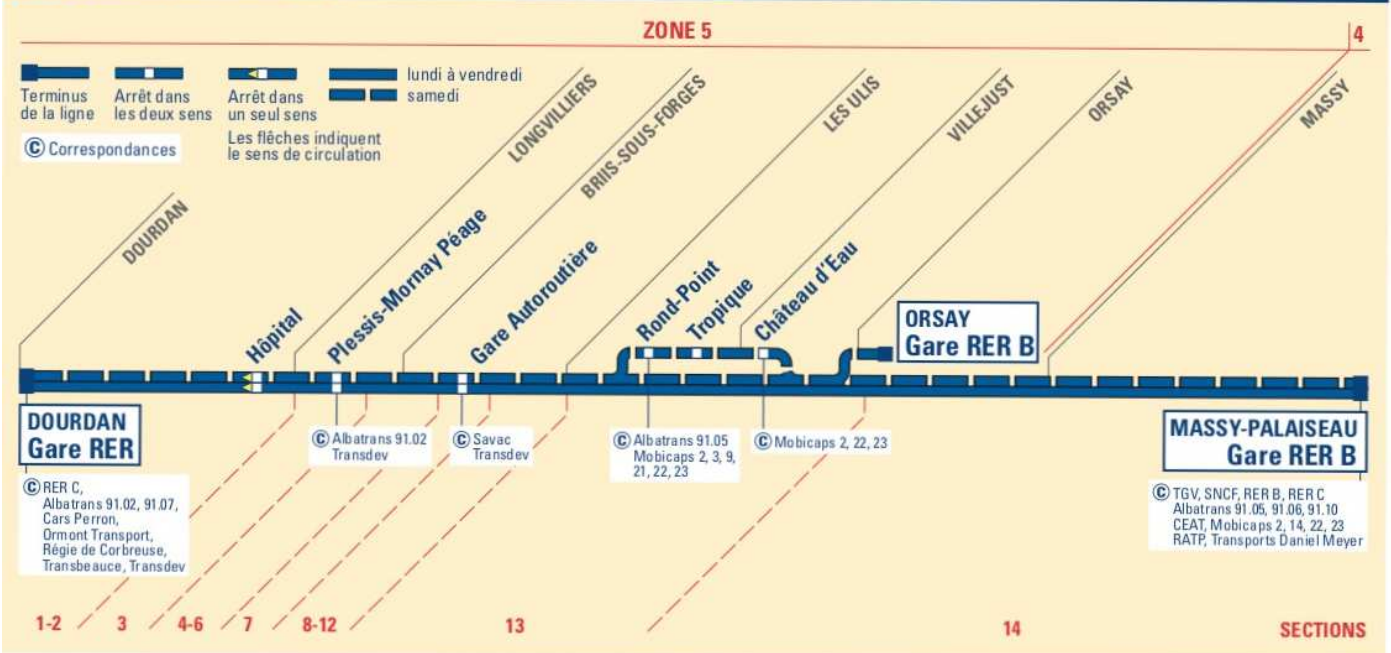 ZONE 5
4
Terminus
de la ligne
Arrêt dans
les deux sens
Arrêt dans
un seul sens
Les flêches indiquent
le sens de circulation
lundi à vendredi
samedi
C Correspondances
DOURDAN
LONGVILLIERS
BRIIS-SOUS-FORGES
LES ULIS
VILLEJUST
ORSAY
MASSY
Hôpital
Plessis-Mornay Péage
Gare Autoroutière
Rond-Point
Tropique
Château d'Eau
ORSAY
Gare RER B
DOURDAN
Gare RER
C RER C,
Albatrans 91.02, 91.07,
Cars Perron,
Ormont Transport,
Régie de Corbreuse,
Transbeauce, Transdev
C Albatrans 91.02
Transdev
C Savac
Transdev
C Albatrans 91.05
Mobicaps 2, 3, 9,
21, 22, 23
C Mobicaps 2, 22, 23
MASSY-PALAISEAU
Gare RER B
C TGV, SNCF, RER B, RER C
Albatrans 91.05, 91.06, 91.10
CEAT, Mobicaps 2, 14, 22, 23
RATP, Transports Daniel Meyer
1-2 3 4-6 7 8-12 13 14 SECTIONS